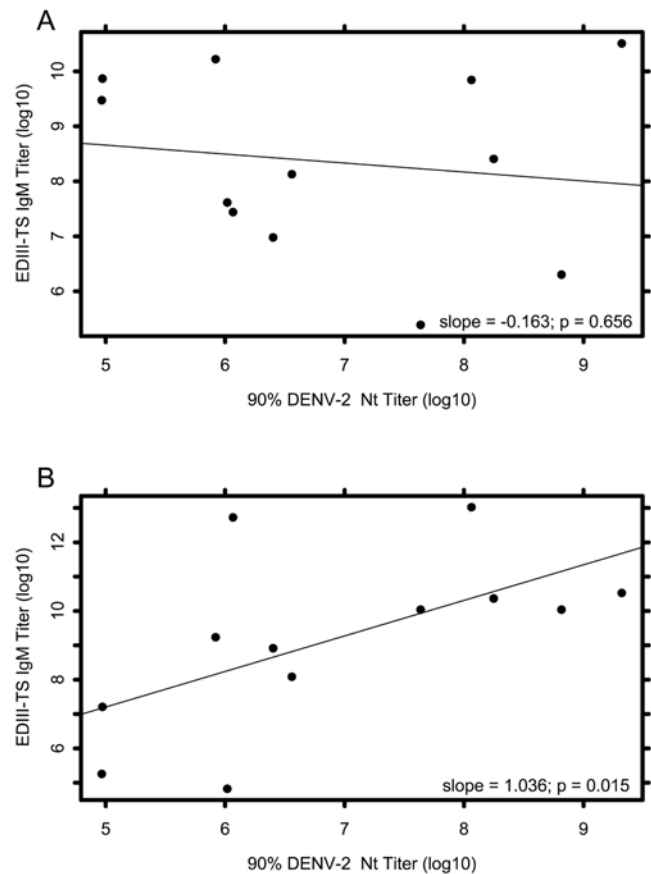 A
EDIII-TS IgM Titer (log10)
10
9
8
7
6
slope = -0.163; p = 0.656
5 6 7 8 9
90% DENV-2 Nt Titer (log10)
B
EDIII-TS IgM Titer (log10)
12
10
8
6
slope = 1.036; p = 0.015
5 6 7 8 9
90% DENV-2 Nt Titer (log10)